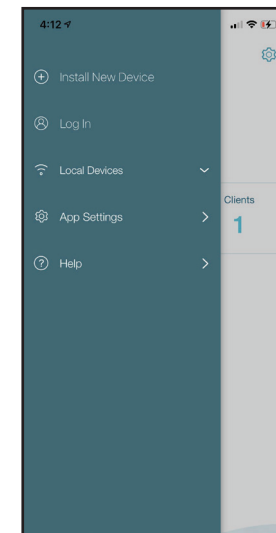 4:12
Install New Device
Log In
Local Devices
App Settings
Help
Clients
1